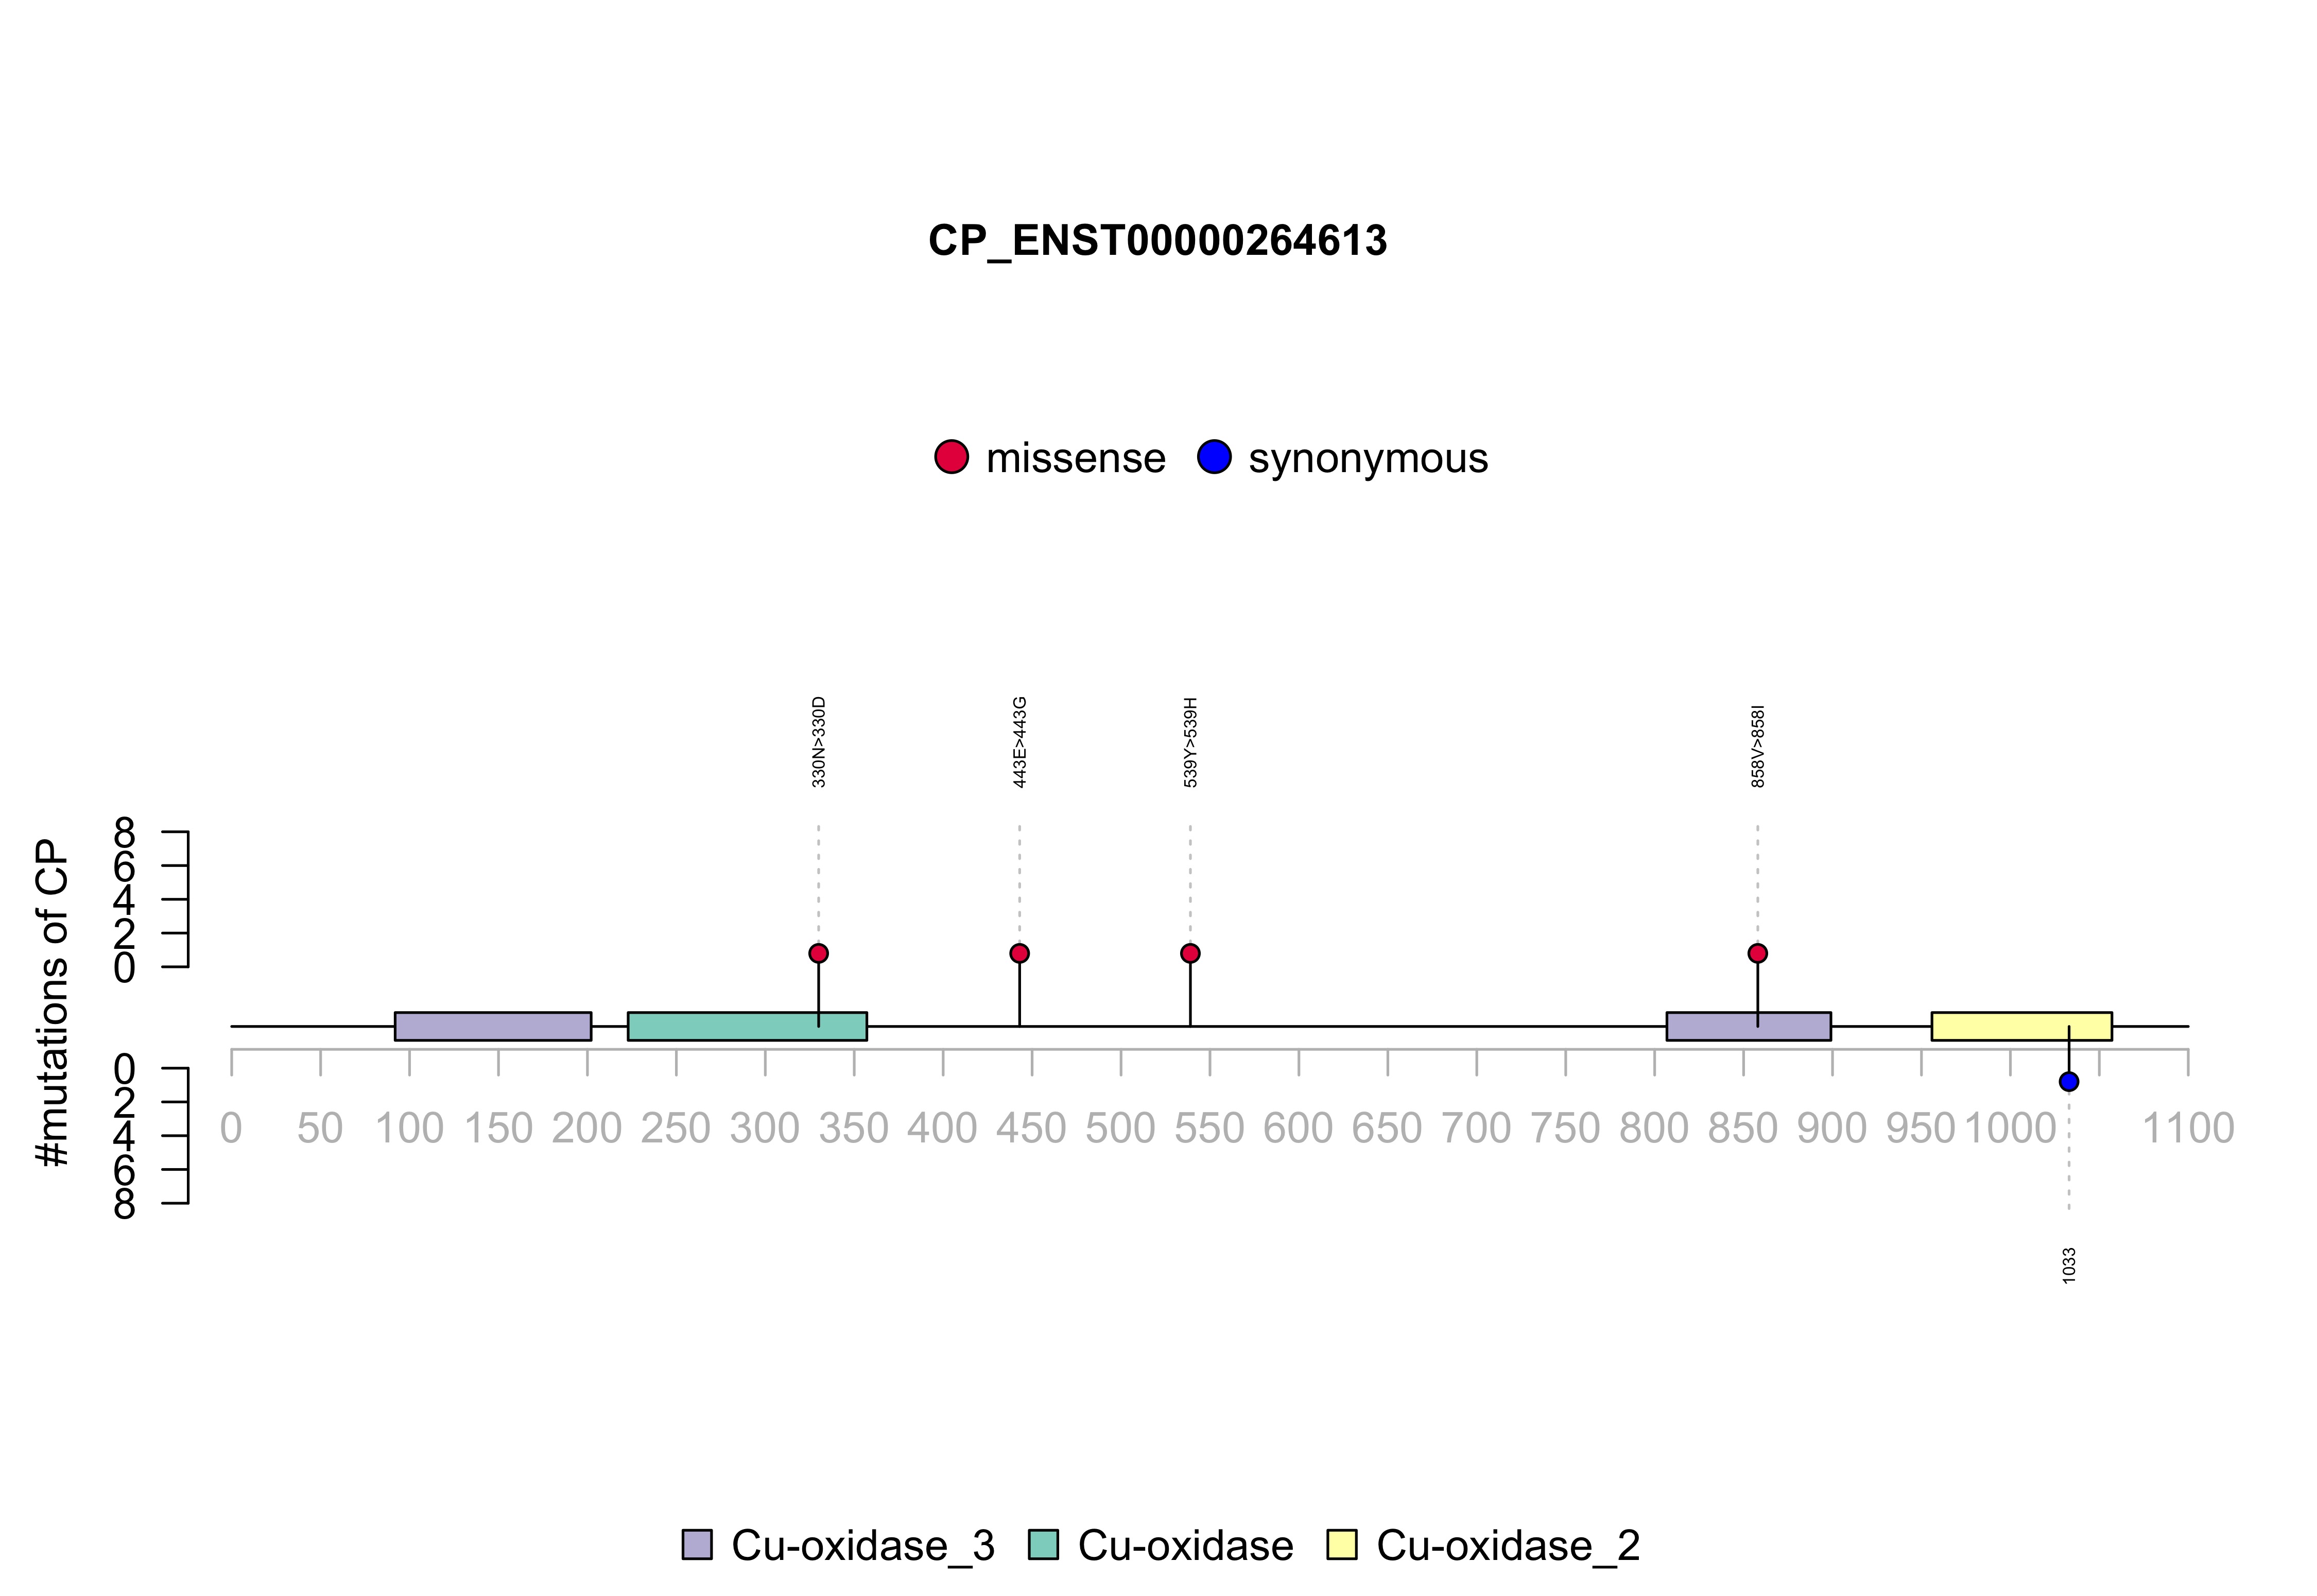 CP_ENST00000264613
missense synonymous
330N>330D 443E>443G 539Y>539H 858V>858I
#mutations of CP
8
6
4
2
0
0
2
4
6
8
0 50 100 150 200 250 300 350 400 450 500 550 600 650 700 750 800 850 900 950 1000 1100
1033
Cu-oxidase_3 Cu-oxidase Cu-oxidase_2